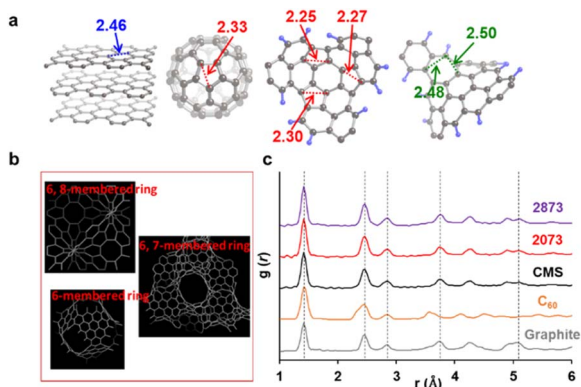 a
2.46
2.33
2.25
2.27
2.30
2.50
2.48
b
6, 8-membered ring
6, 7-membered ring
6-membered ring
c
g (r)
2873
2073
CMS
C₆₀
Graphite
1 2 3 4 5 6
r (Å)